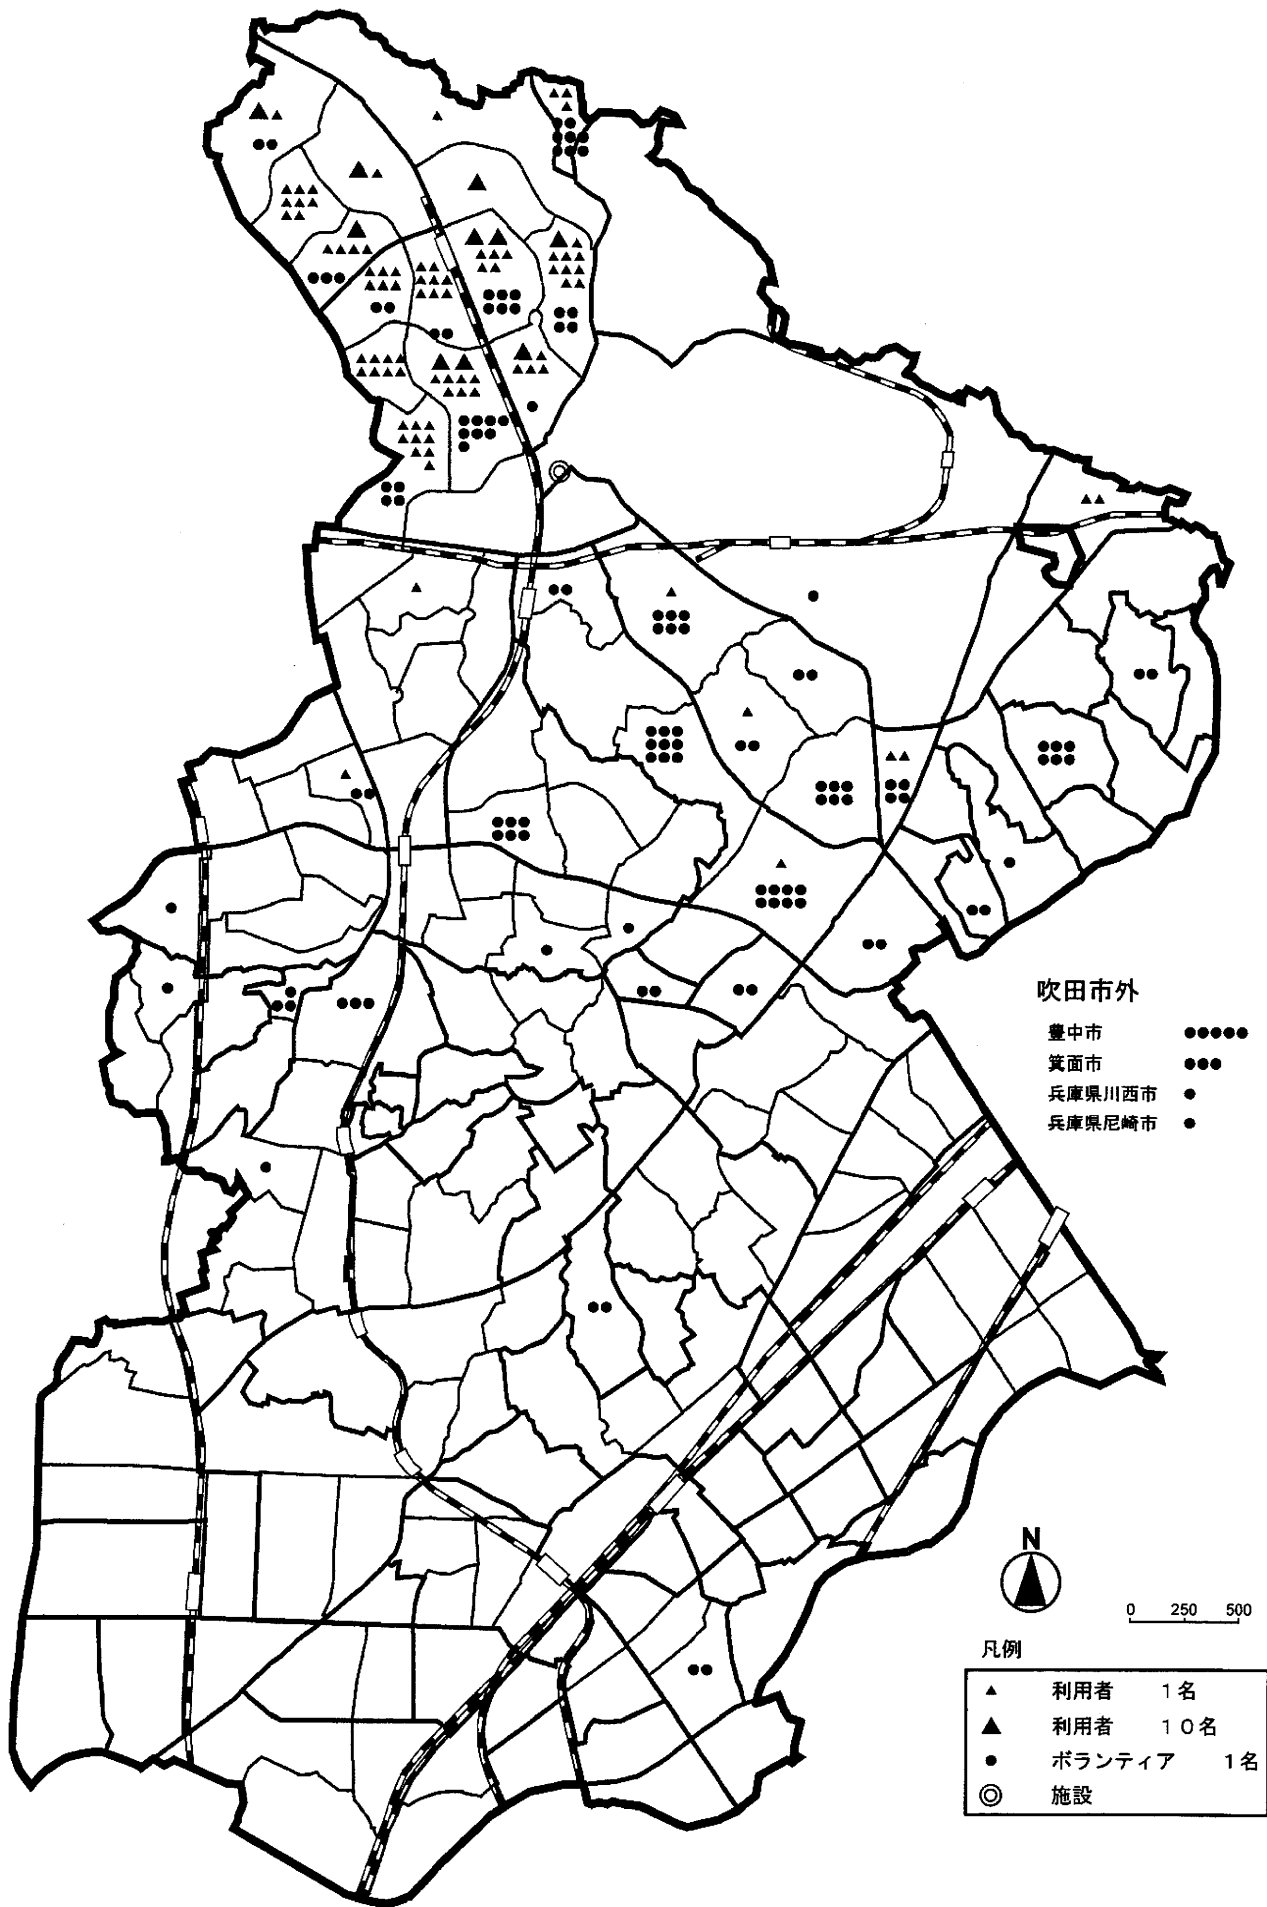 吹田市外
豊中市
箕面市
兵庫県川西市
兵庫県尼崎市
N
0 250 500
凡例
利用者 1名
利用者 10名
ボランティア 1名
施設